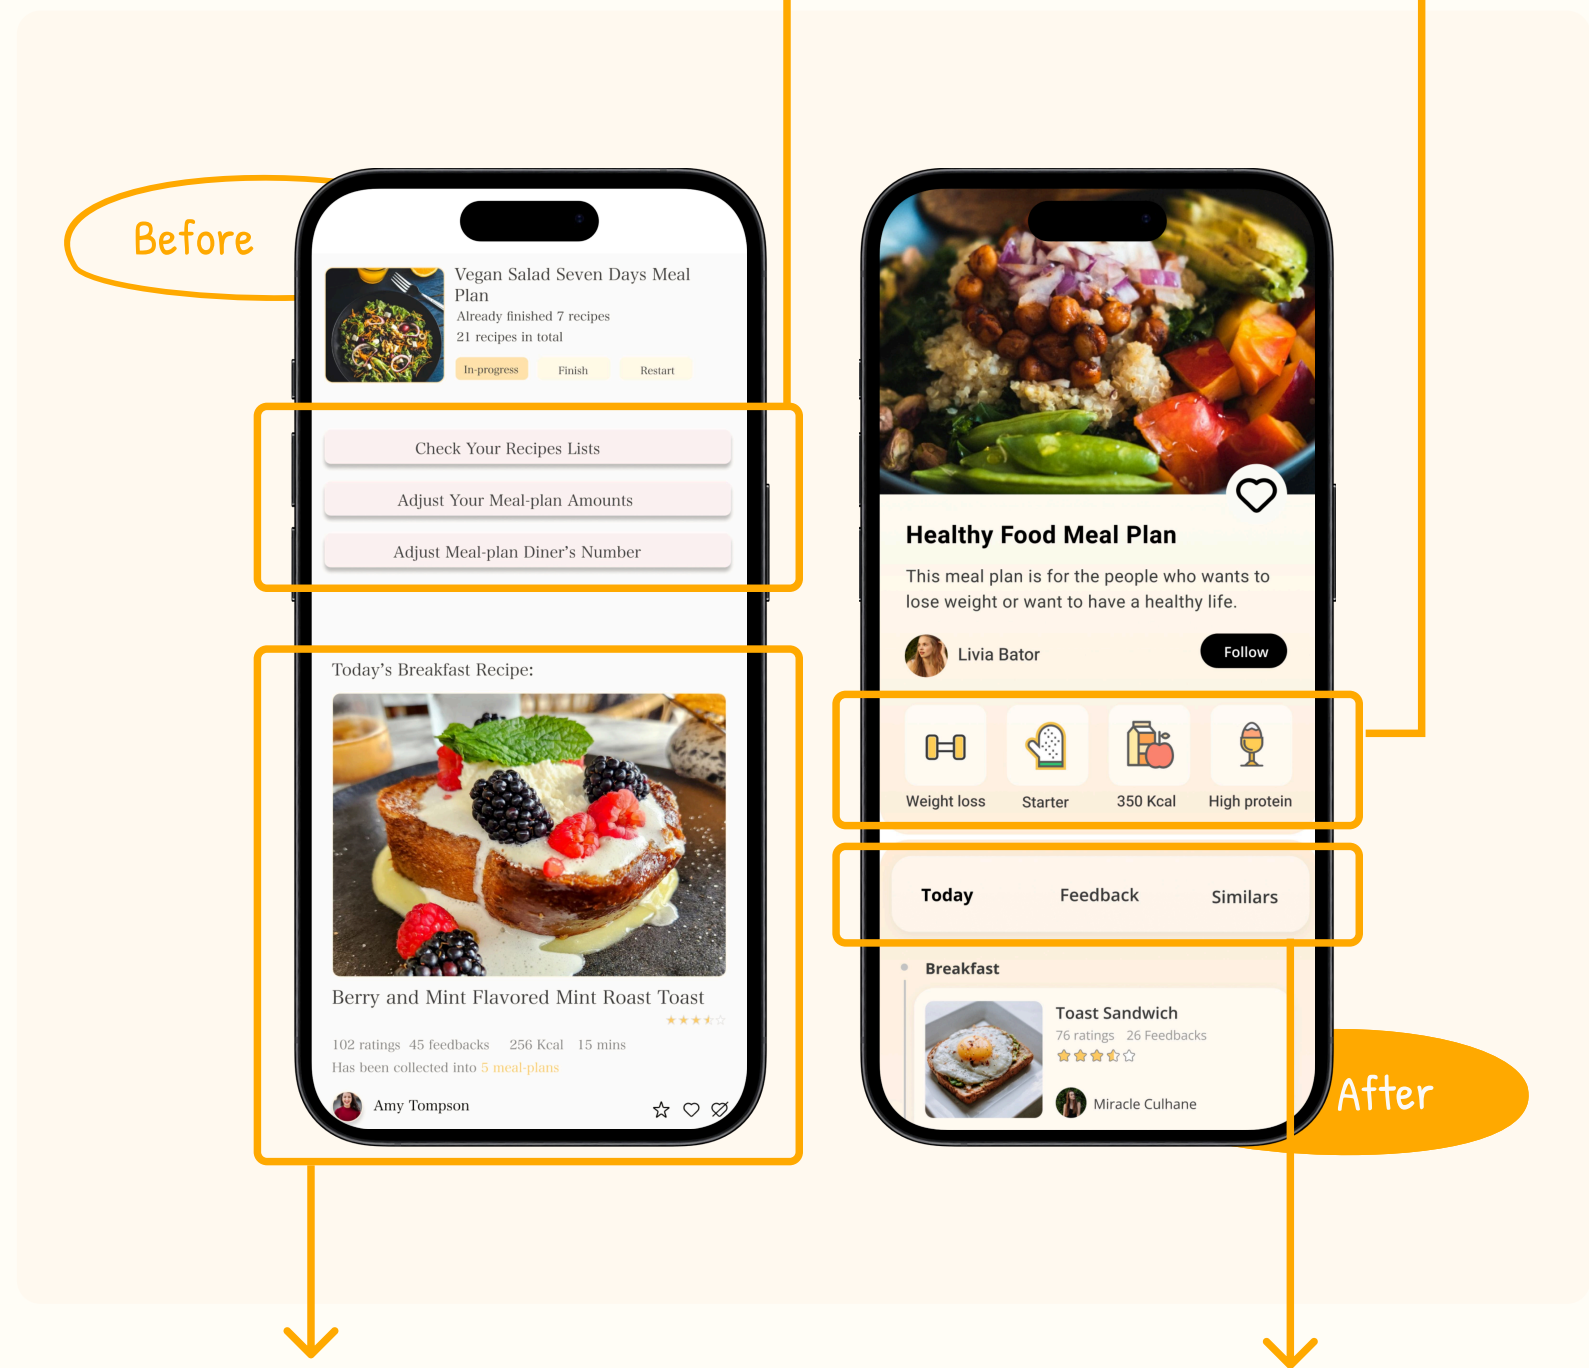 Before
Vegan Salad Seven Days Meal
Plan
Already finished 7 recipes
21 recipes in total
In-progress Finish Restart
Check Your Recipes Lists
Adjust Your Meal-plan Amounts
Adjust Meal-plan Diner's Number
Today's Breakfast Recipe:
Berry and Mint Flavored Mint Roast Toast
102 ratings 45 feedbacks 256 Kcal 15 mins
Has been collected into 5 meal-plans
Amy Tompson
Healthy Food Meal Plan
This meal plan is for the people who wants to
lose weight or want to have a healthy life.
Livia Bator Follow
Weight loss Starter 350 Kcal High protein
Today Feedback Similars
Breakfast
Toast Sandwich
76 ratings 26 Feedbacks
Miracle Culhane
After